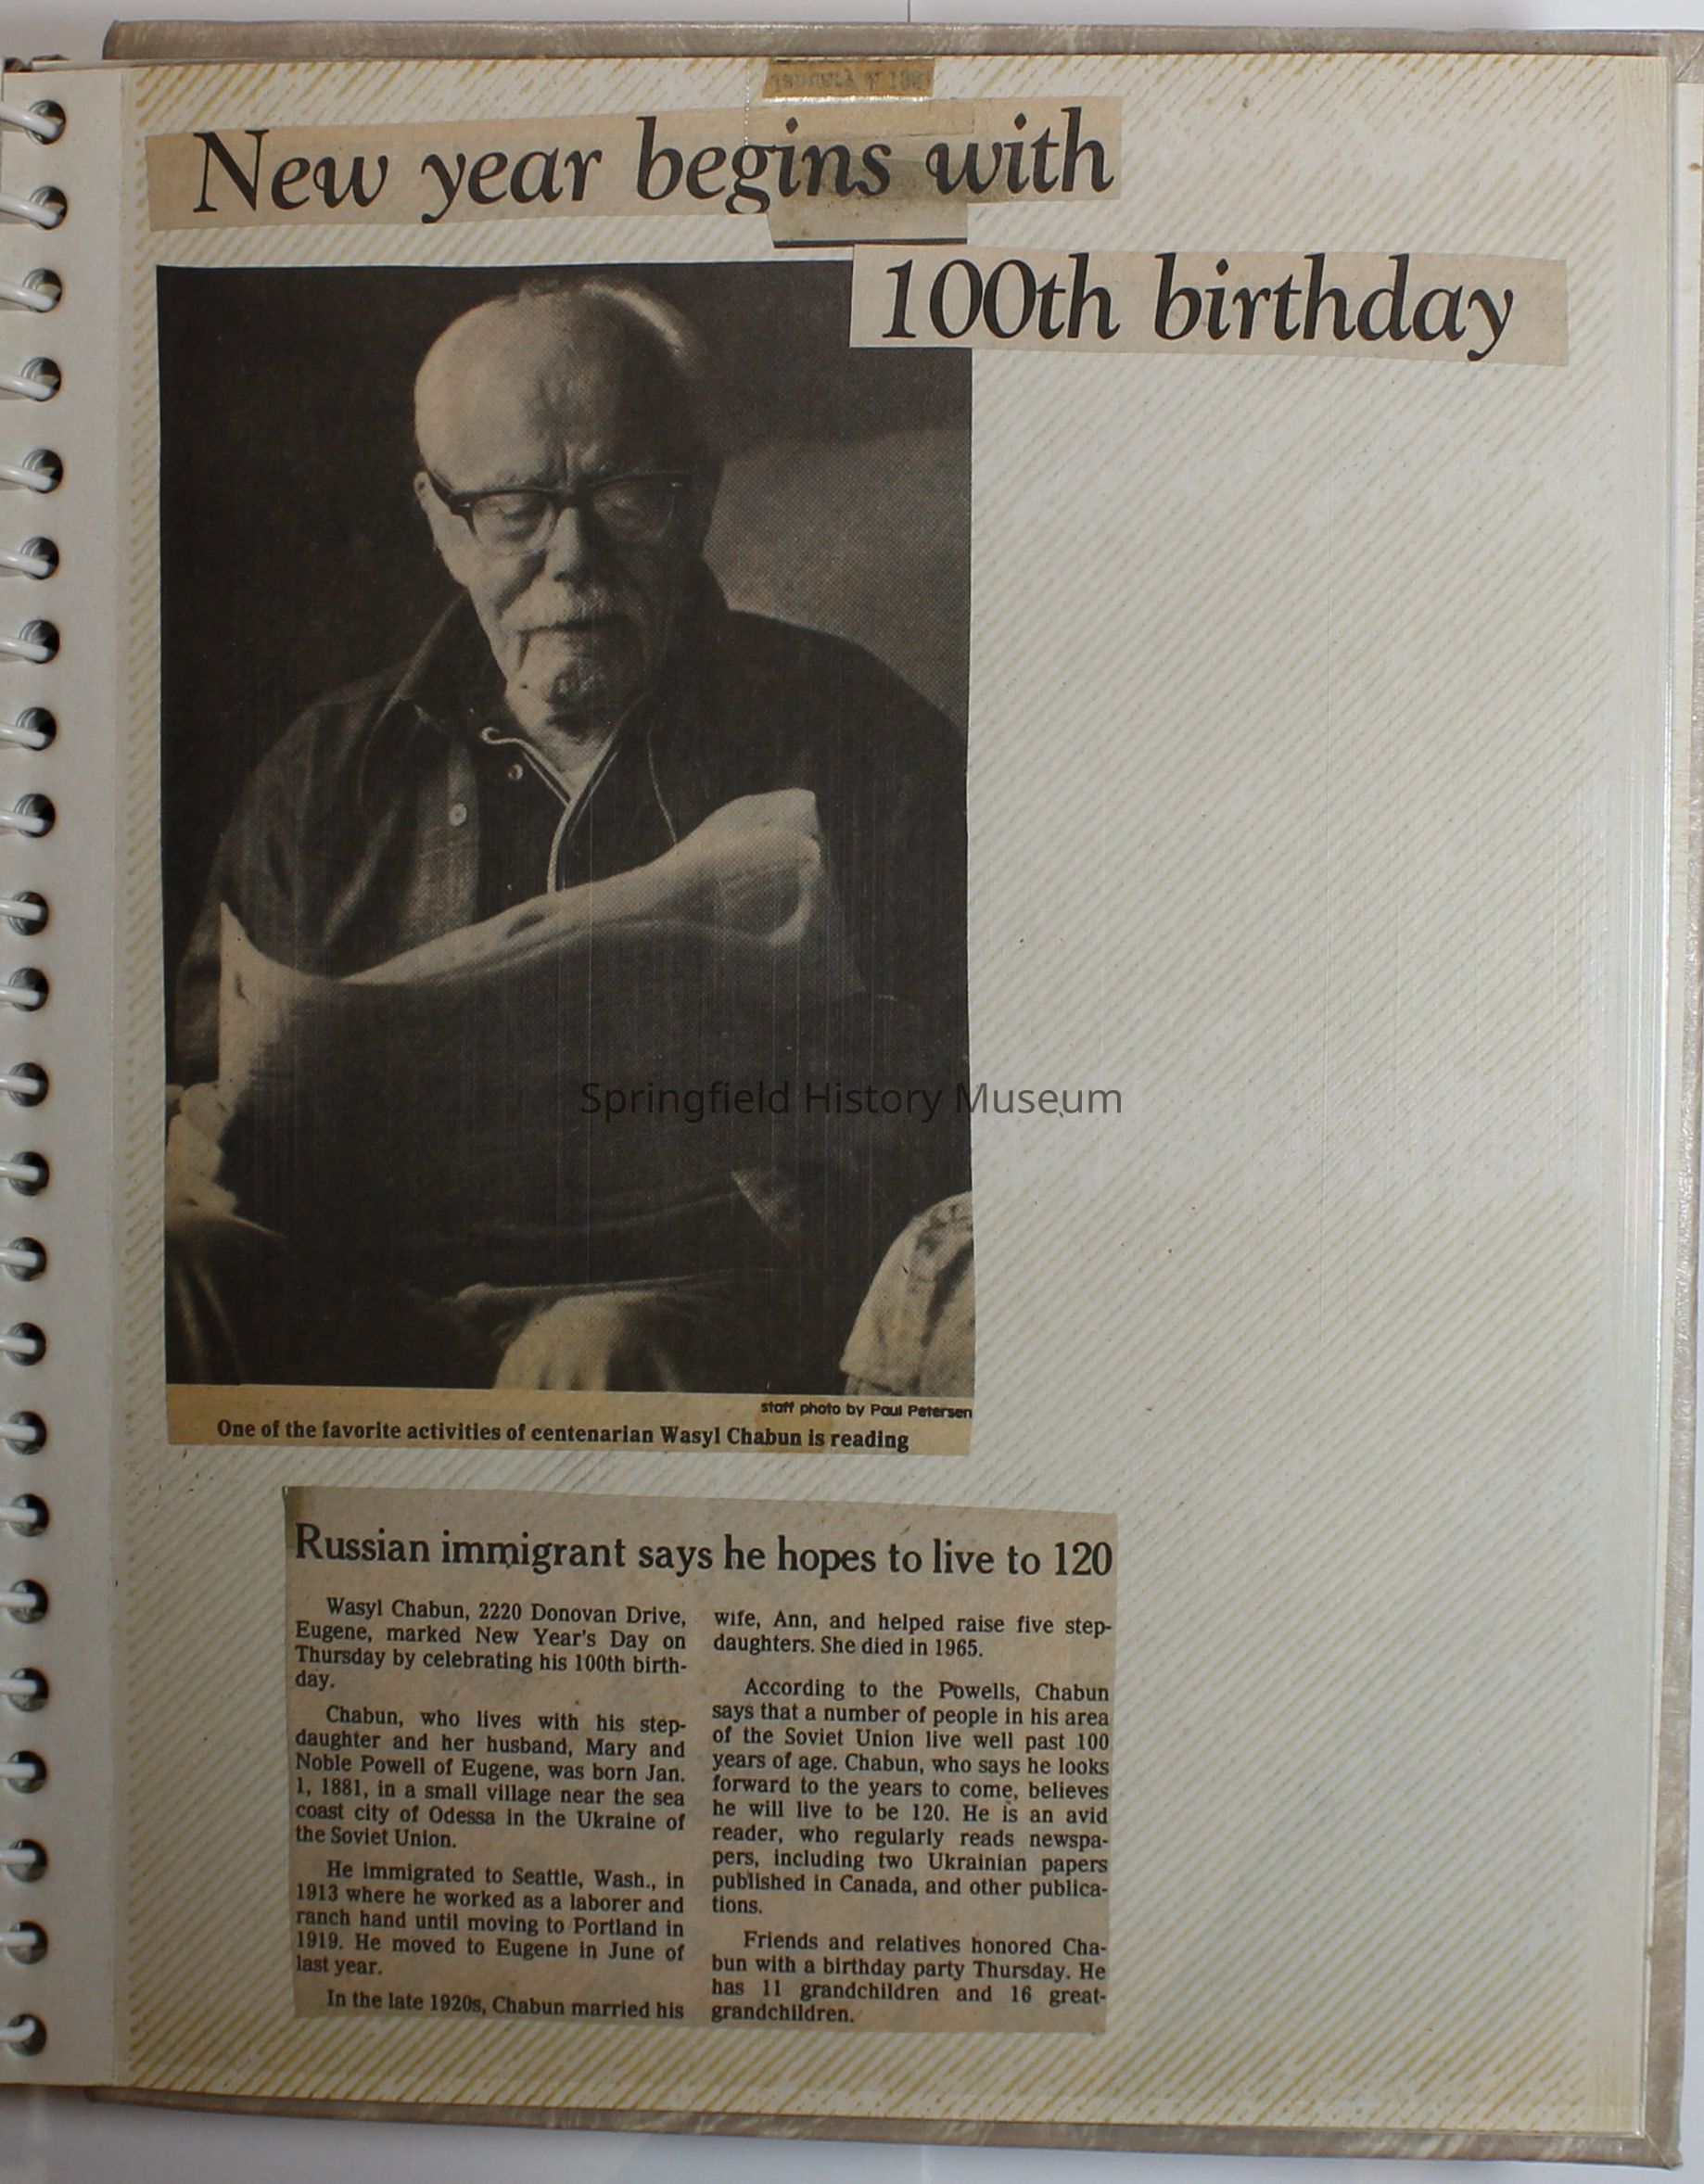 New year begins with
100th birthday
Springfield History Museum
staff photo by Paul Petersen
One of the favorite activities of centenarian Wasyl Chabun is reading
Russian immigrant says he hopes to live to 120
Wasyl Chabun, 2220 Donovan Drive,
Eugene, marked New Year's Day on
Thursday by celebrating his 100th birth-
day.
Chabun, who lives with his step-
daughter and her husband, Mary and
Noble Powell of Eugene, was born Jan.
1, 1881, in a small village near the sea
coast city of Odessa in the Ukraine of
the Soviet Union.
He immigrated to Seattle, Wash., in
1913 where he worked as a laborer and
ranch hand until moving to Portland in
1919. He moved to Eugene in June of
last year.
In the late 1920s, Chabun married his
wife, Ann, and helped raise five step-
daughters. She died in 1965.
According to the Powells, Chabun
says that a number of people in his area
of the Soviet Union live well past 100
years of age. Chabun, who says he looks
forward to the years to come, believes
he will live to be 120. He is an avid
reader, who regularly reads newspa-
pers, including two Ukrainian papers
published in Canada, and other publica-
tions.
Friends and relatives honored Cha-
bun with a birthday party Thursday. He
has 11 grandchildren and 16 great-
grandchildren.